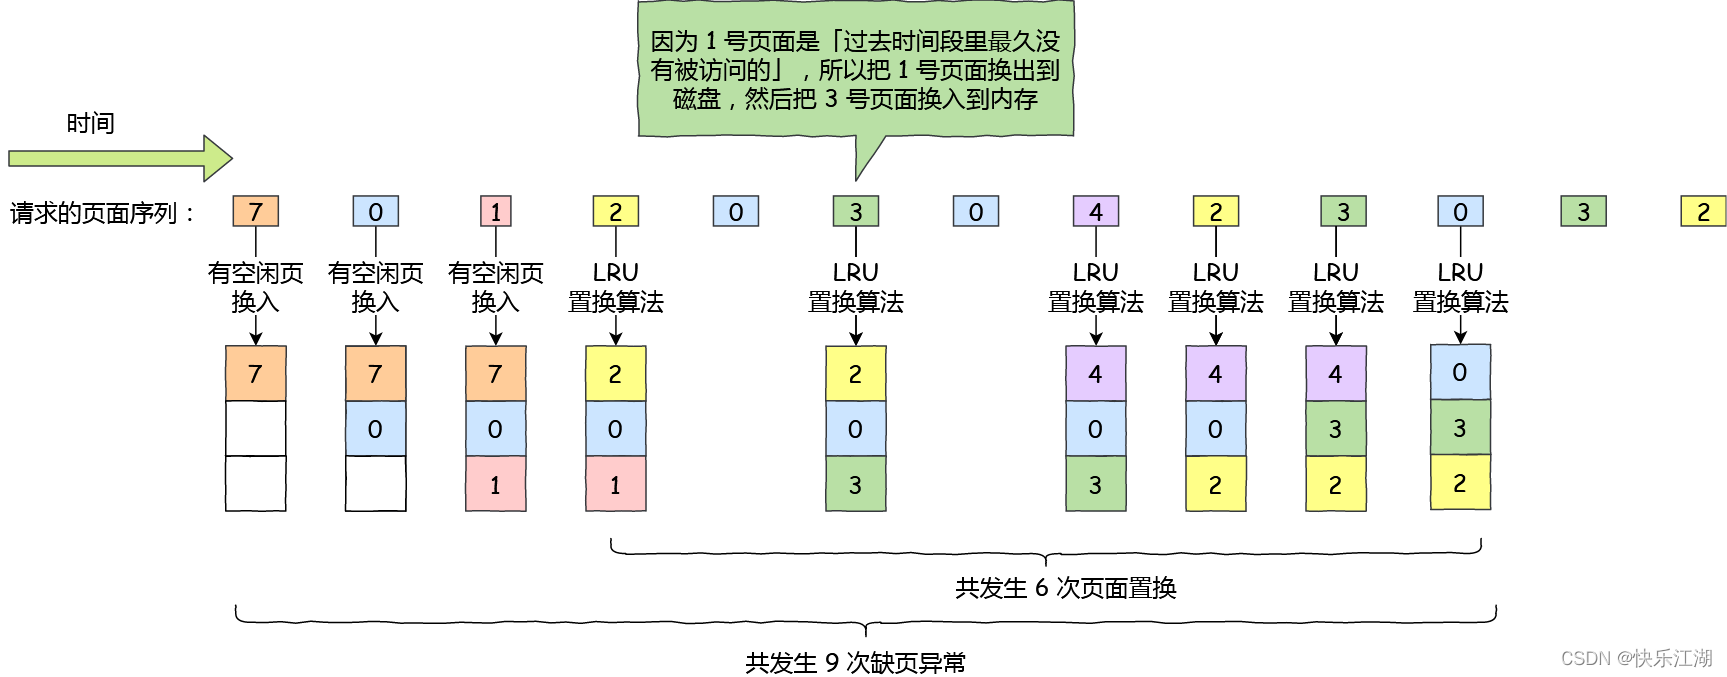 因为 1 号页面是「过去时间段里最久没
有被访问的」，所以把 1 号页面换出到
磁盘，然后把 3 号页面换入到内存
时间
请求的页面序列： 7 0 1 2 0 3 0 4 2 3 0 3 2
有空闲页 有空闲页 有空闲页 LRU LRU LRU LRU LRU LRU
换入 换入 换入 置换算法 置换算法 置换算法 置换算法 置换算法 置换算法
7 7 7 2 2 4 4 4 0
0 0 0 0 0 0 3 3
1 1 3 3 2 2 2
共发生 6 次页面置换
共发生 9 次缺页异常
CSDN @快乐江湖